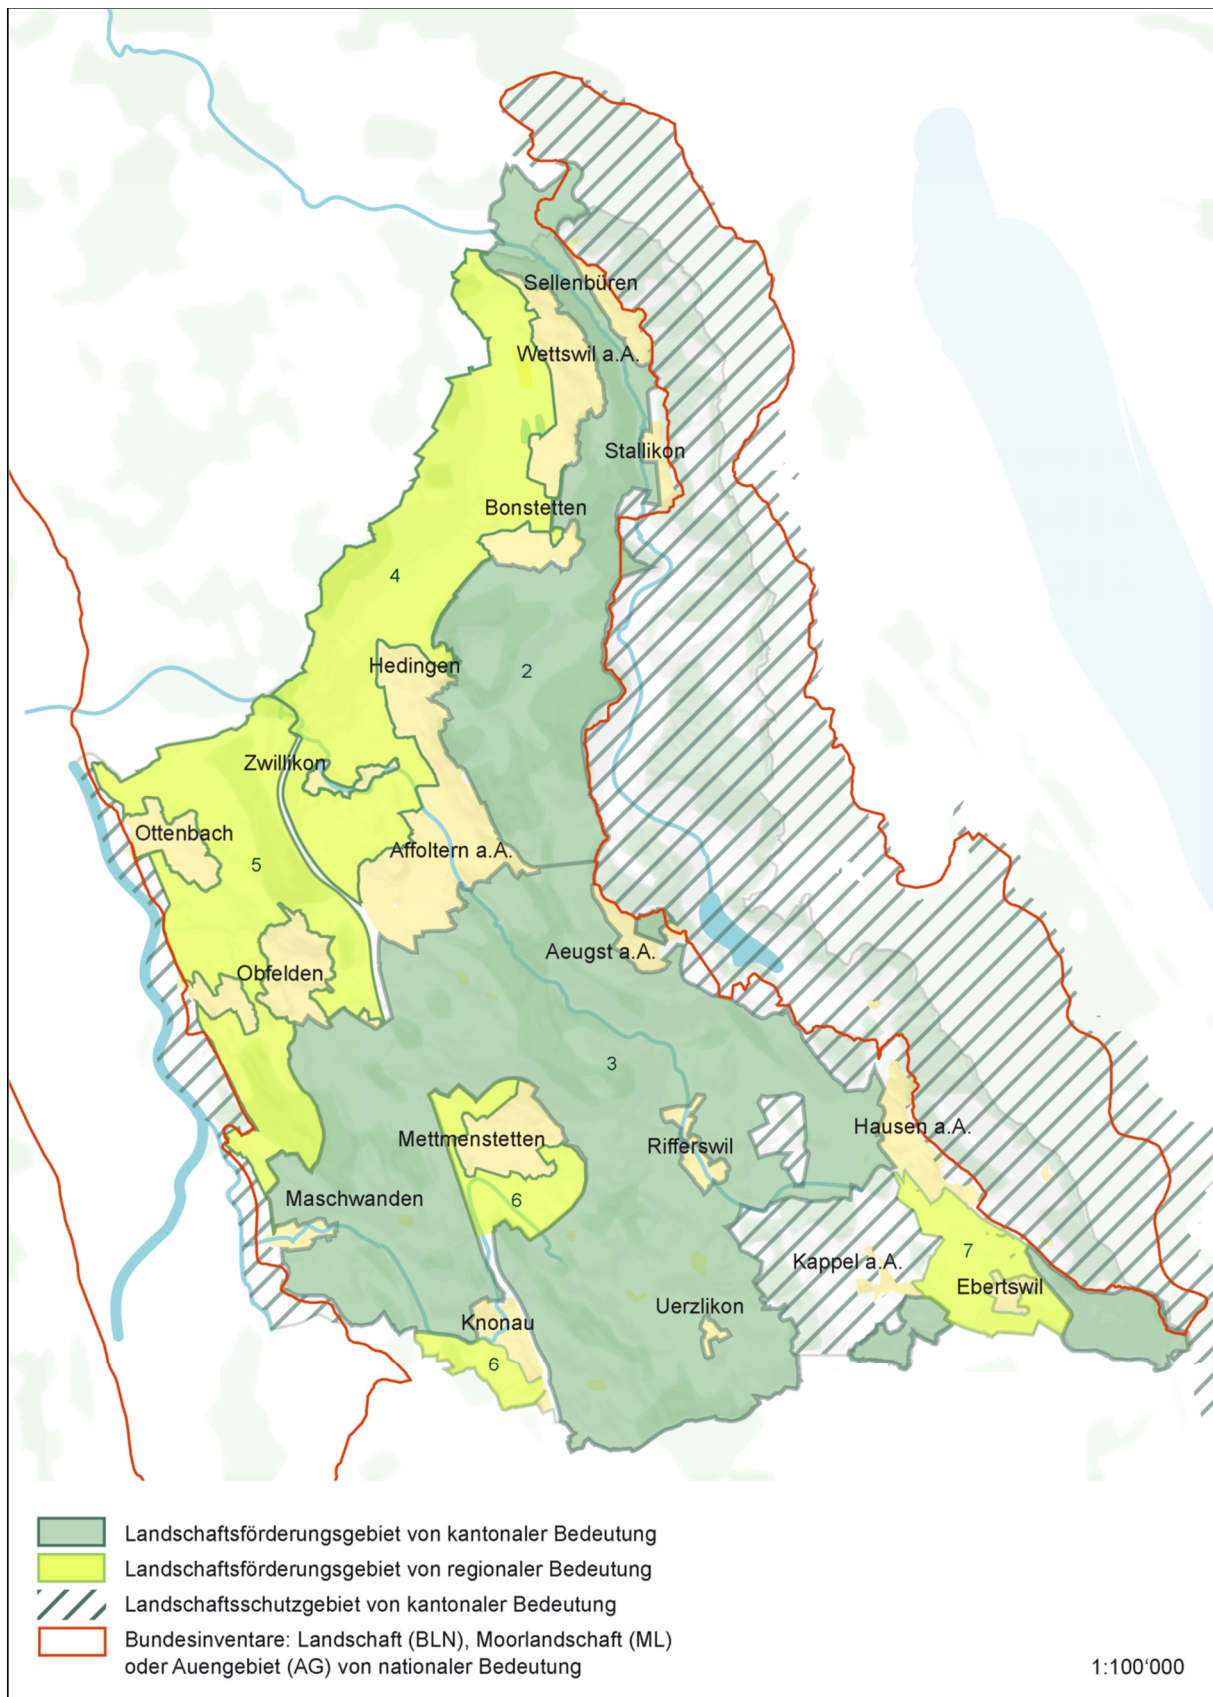 Sellenbüren
Wettswil a.A.
Stallikon
Bonstetten
4
Hedingen
2
Zwillikon
Ottenbach
Affoltern a.A.
5
Aeugst a.A.
Obfelden
3
Hausen a.A.
Mettmenstetten
Rifferswil
Maschwanden
6
7
Kappel a.A.
Ebertswil
Uerzlikon
Knonau
6
Landschaftsförderungsgebiet von kantonaler Bedeutung
Landschaftsförderungsgebiet von regionaler Bedeutung
Landschaftsschutzgebiet von kantonaler Bedeutung
Bundesinventare: Landschaft (BLN), Moorlandschaft (ML)
oder Auengebiet (AG) von nationaler Bedeutung
1:100‘000